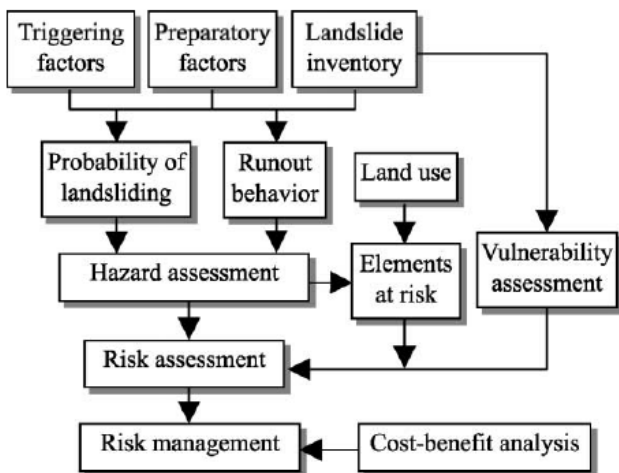 Triggering
factors
Preparatory
factors
Landslide
inventory
Probability of
landsliding
Runout
behavior
Land use
Hazard assessment
Elements
at risk
Vulnerability
assessment
Risk assessment
Risk management
Cost-benefit analysis